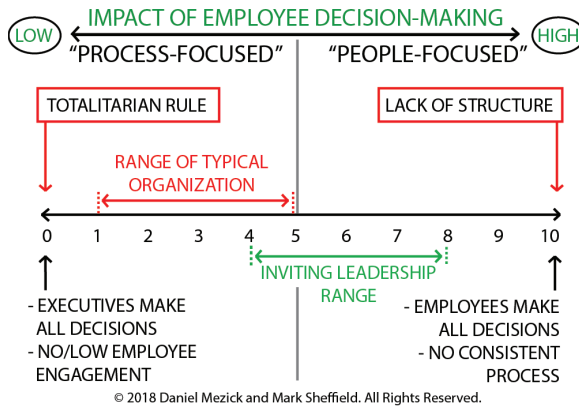 IMPACT OF EMPLOYEE DECISION-MAKING
LOW
HIGH
“PROCESS-FOCUSED”
“PEOPLE-FOCUSED”
TOTALITARIAN RULE
LACK OF STRUCTURE
RANGE OF TYPICAL
ORGANIZATION
0 1 2 3 4 5 6 7 8 9 10
INVITING LEADERSHIP
RANGE
- EXECUTIVES MAKE
ALL DECISIONS
- NO/LOW EMPLOYEE
ENGAGEMENT
- EMPLOYEES MAKE
ALL DECISIONS
- NO CONSISTENT
PROCESS
© 2018 Daniel Mezick and Mark Sheffield. All Rights Reserved.